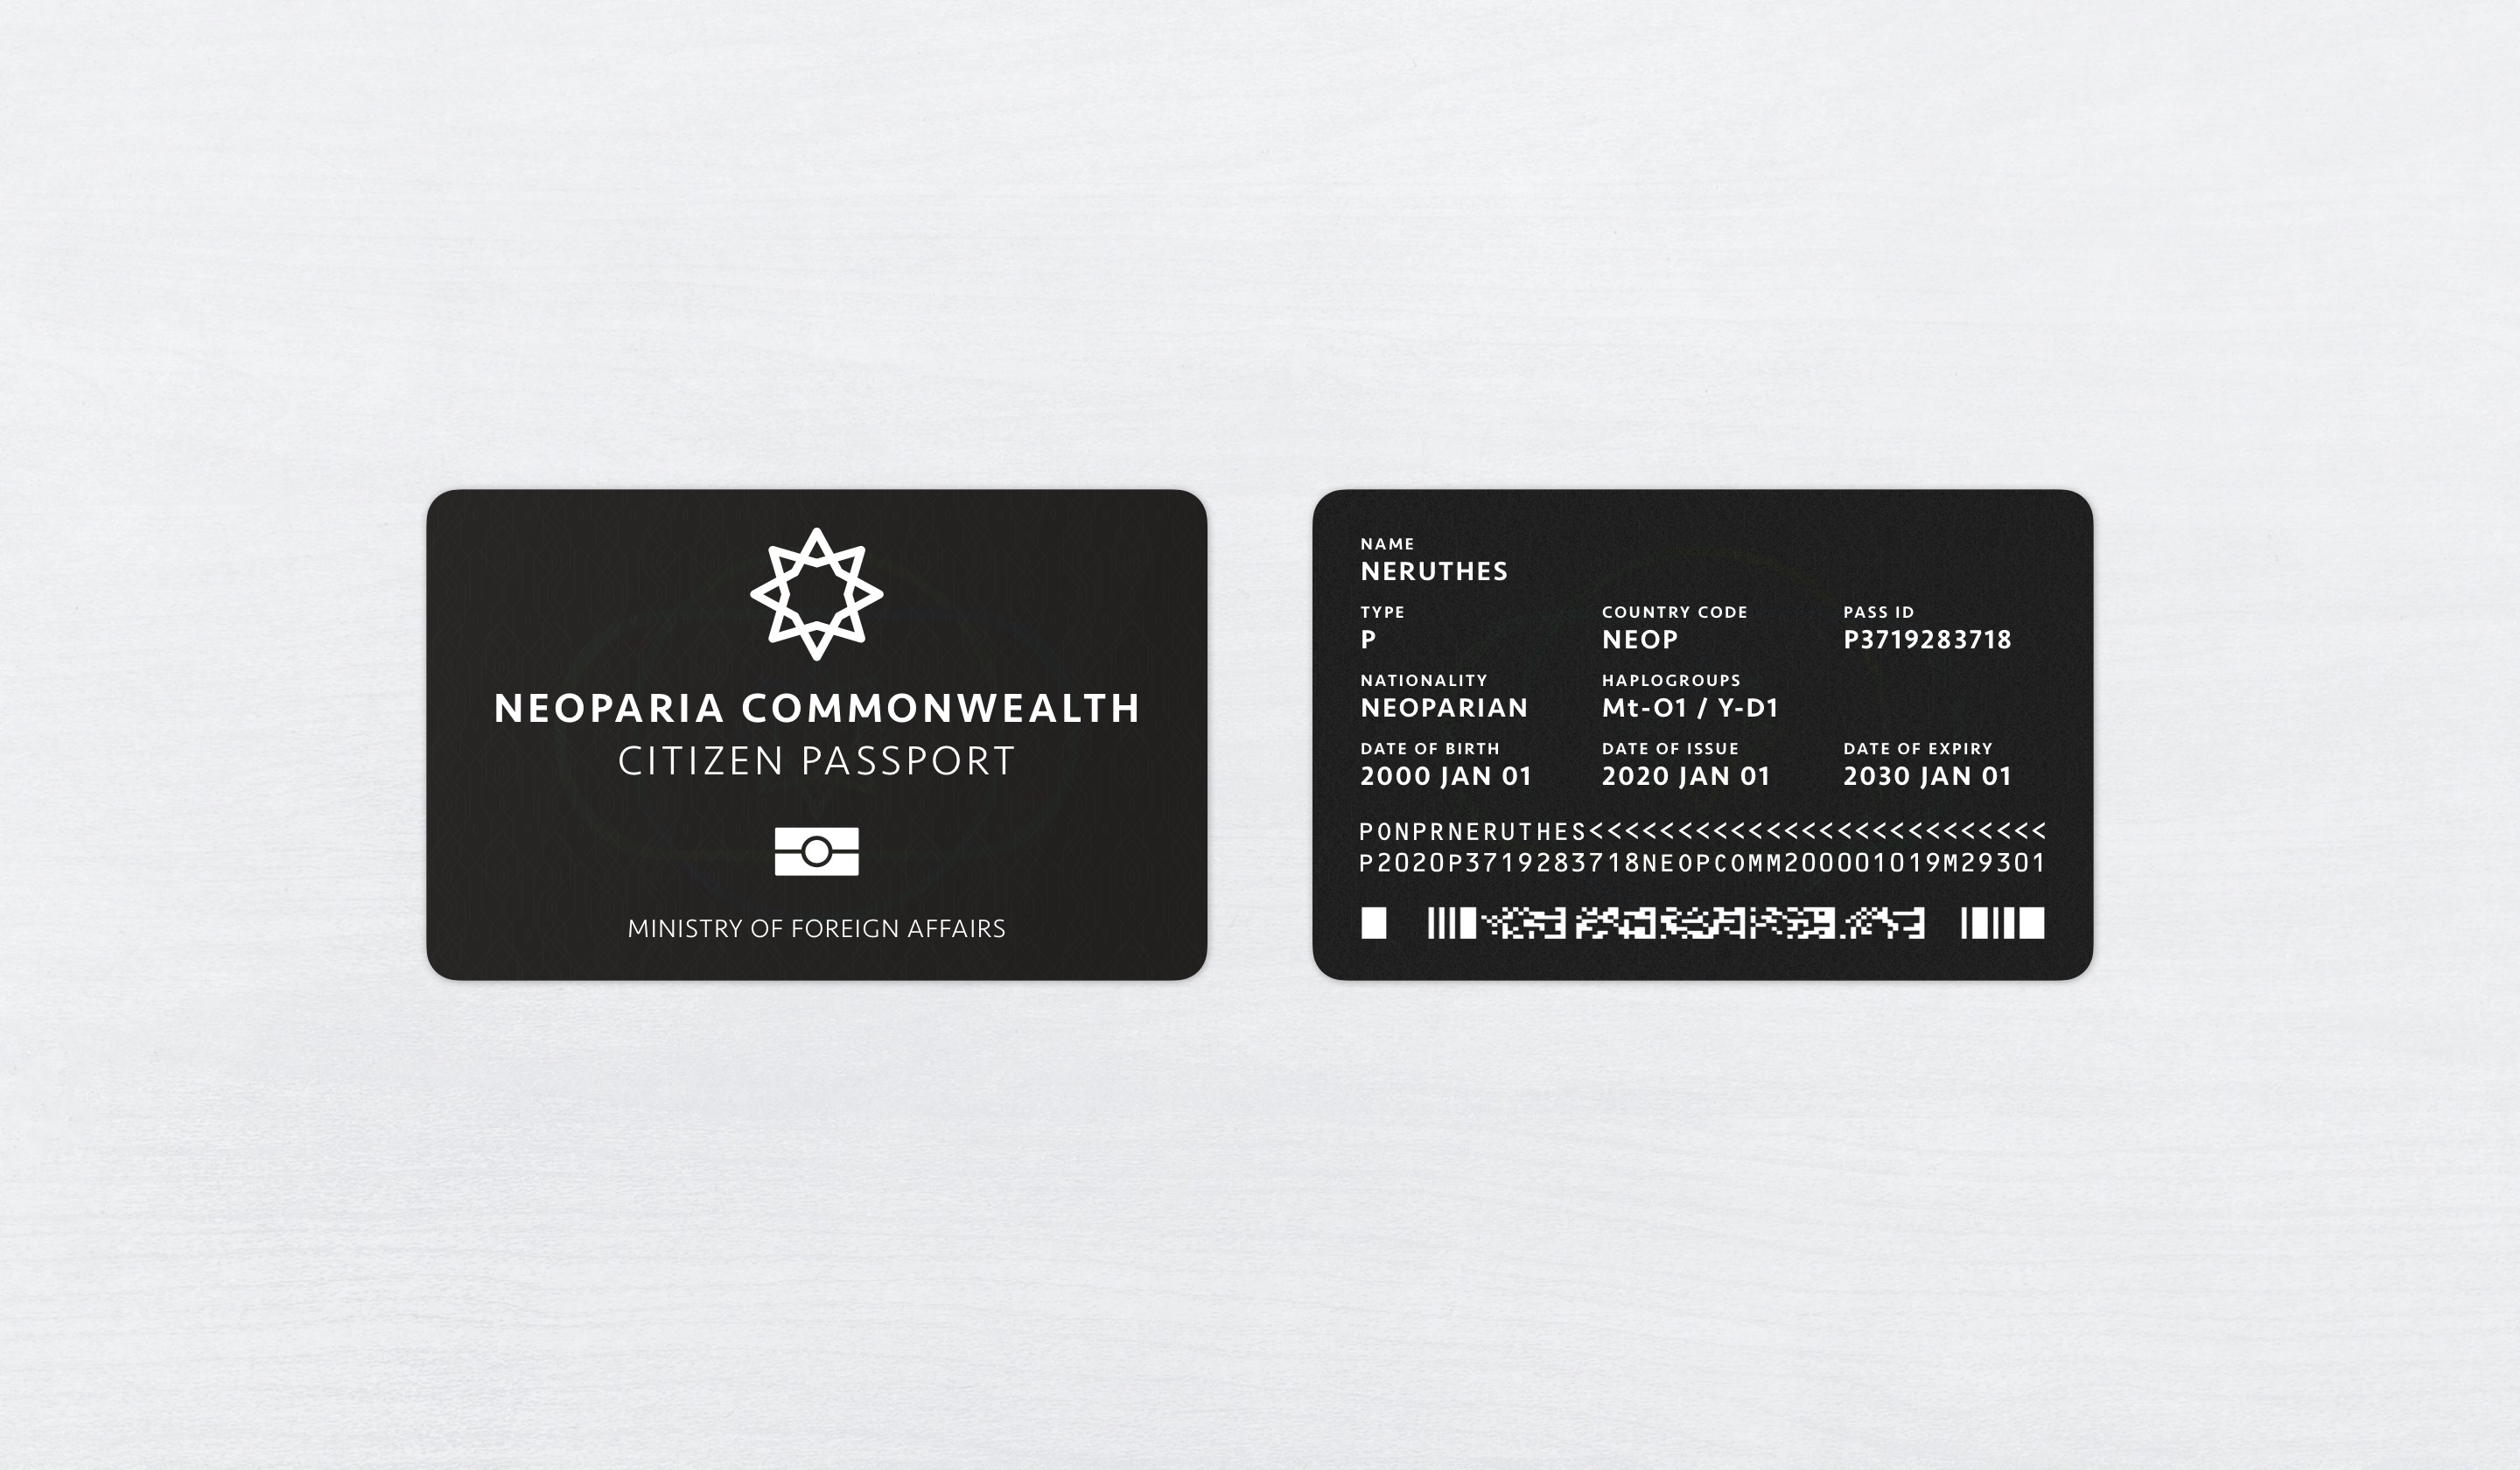 NEOPARIA COMMONWEALTH
CITIZEN PASSPORT
MINISTRY OF FOREIGN AFFAIRS
NAME
NERUTHES
TYPE COUNTRY CODE PASS ID
P NEOP P3719283718
NATIONALITY HAPLOGROUPS
NEOPARIAN Mt-O1 / Y-D1
DATE OF BIRTH DATE OF ISSUE DATE OF EXPIRY
2000 JAN 01 2020 JAN 01 2030 JAN 01
PONPRNERUTHES<<<<<<<<<<<<<<<<<<<<<<<<<<
P2020P3719283718NEOPCOMM200001019M29301